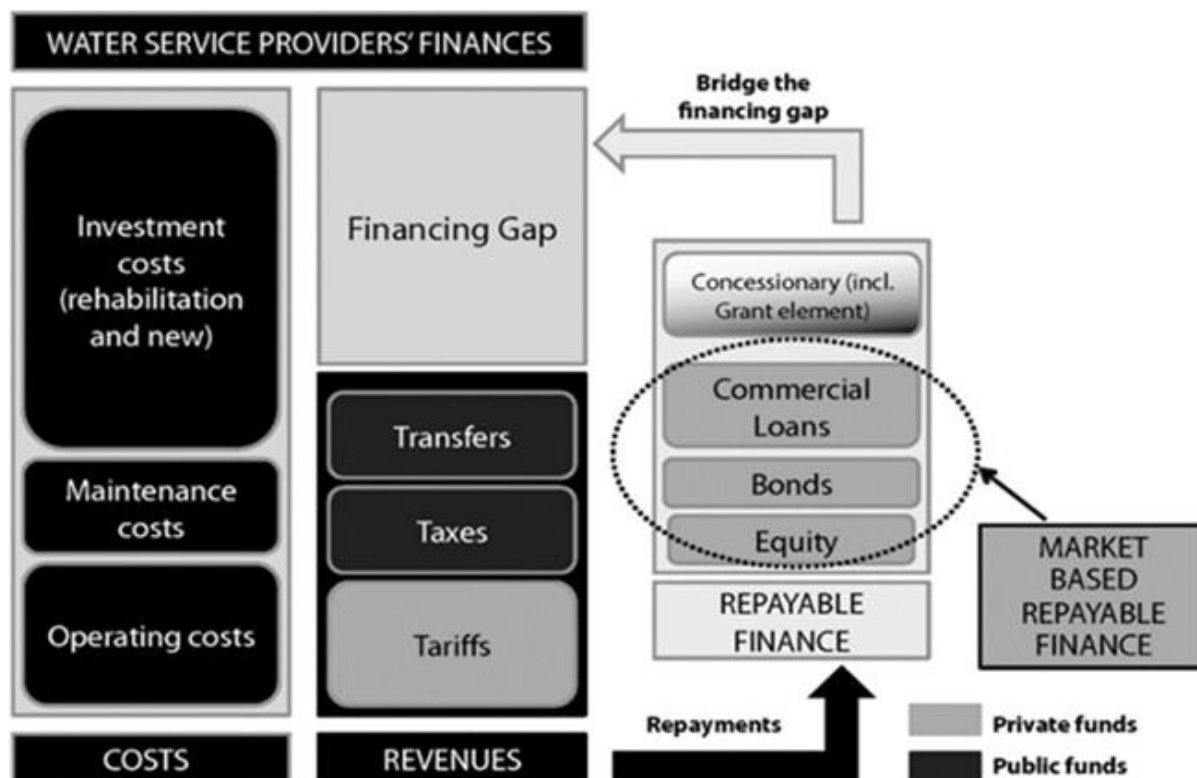 WATER SERVICE PROVIDERS' FINANCES
Investment
costs
(rehabilitation
and new)
Maintenance
costs
Operating costs
COSTS
Financing Gap
Transfers
Taxes
Tariffs
REVENUES
Bridge the
financing gap
Concessionary (incl.
Grant element)
Commercial
Loans
Bonds
Equity
REPAYABLE
FINANCE
MARKET
BASED
REPAYABLE
FINANCE
Repayments
Private funds
Public funds